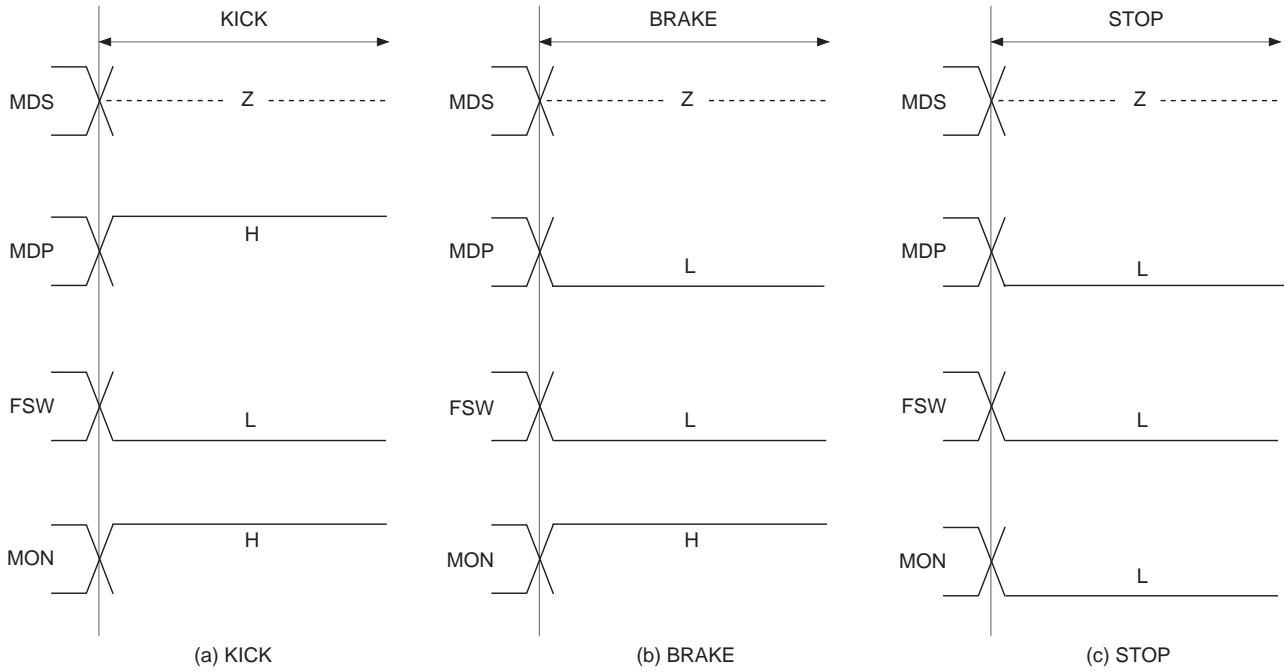 KICK
MDS
Z
MDP
H
FSW
L
MON
H
(a) KICK
BRAKE
MDS
Z
MDP
L
FSW
L
MON
H
(b) BRAKE
STOP
MDS
Z
MDP
L
FSW
L
MON
L
(c) STOP